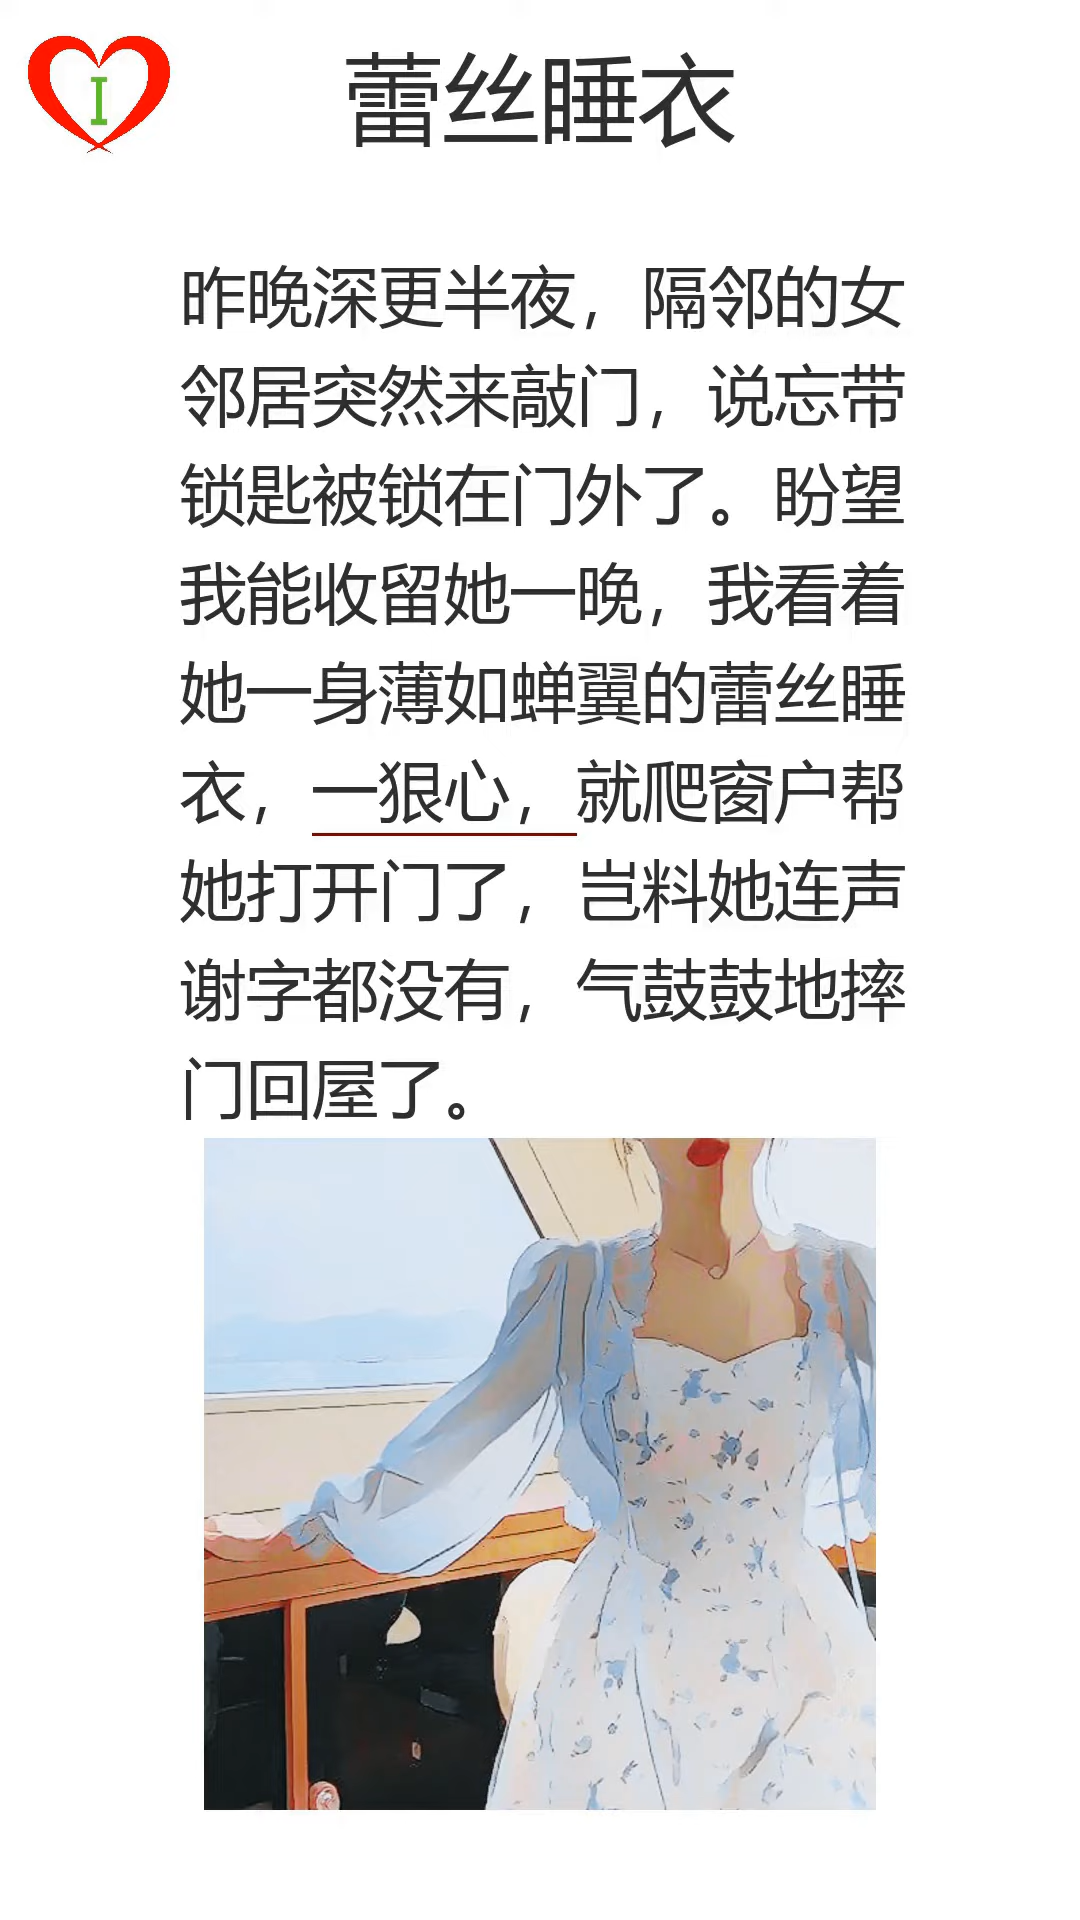 I
蕾丝睡衣
昨晚深更半夜，隔邻的女
邻居突然来敲门，说忘带
锁匙被锁在门外了。盼望
我能收留她一晚，我看着
她一身薄如蝉翼的蕾丝睡
衣，一狠心，就爬窗户帮
她打开门了，岂料她连声
谢字都没有，气鼓鼓地摔
门回屋了。